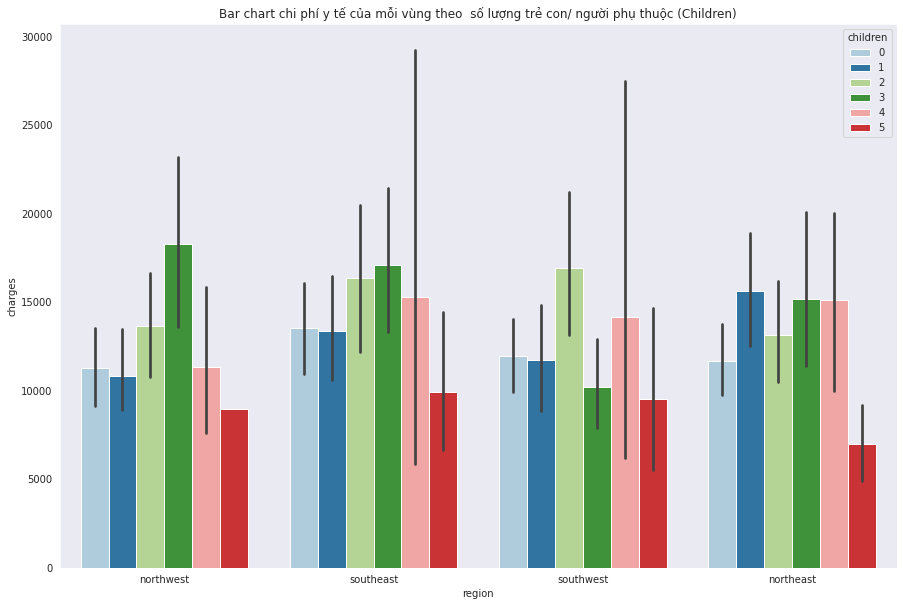 Bar chart chi phí y tế của mỗi vùng theo  số lượng trẻ con/ người phụ thuộc (Children)
30000
25000
20000
15000
10000
5000
0
charges
children
0
1
2
3
4
5
northwest
southeast
southwest
northeast
region